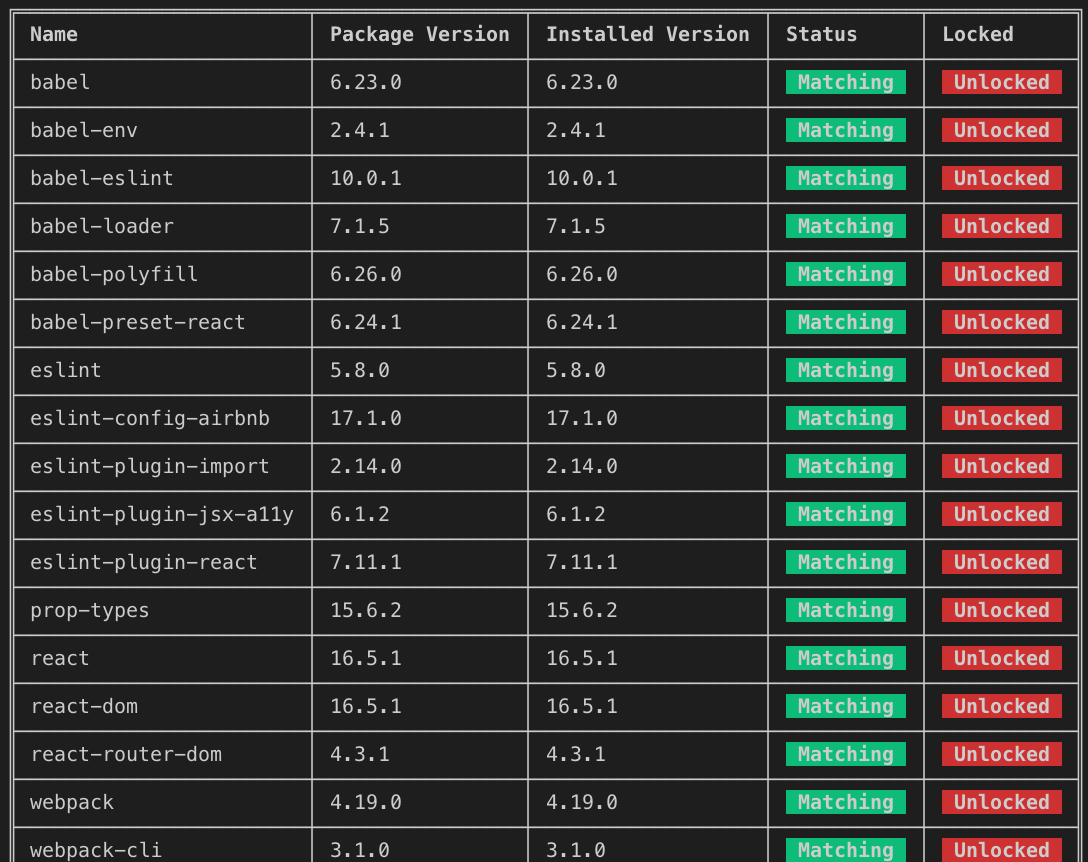 Name Package Version Installed Version Status Locked
babel 6.23.0 6.23.0 Matching Unlocked
babel-env 2.4.1 2.4.1 Matching Unlocked
babel-eslint 10.0.1 10.0.1 Matching Unlocked
babel-loader 7.1.5 7.1.5 Matching Unlocked
babel-polyfill 6.26.0 6.26.0 Matching Unlocked
babel-preset-react 6.24.1 6.24.1 Matching Unlocked
eslint 5.8.0 5.8.0 Matching Unlocked
eslint-config-airbnb 17.1.0 17.1.0 Matching Unlocked
eslint-plugin-import 2.14.0 2.14.0 Matching Unlocked
eslint-plugin-jsx-a11y 6.1.2 6.1.2 Matching Unlocked
eslint-plugin-react 7.11.1 7.11.1 Matching Unlocked
prop-types 15.6.2 15.6.2 Matching Unlocked
react 16.5.1 16.5.1 Matching Unlocked
react-dom 16.5.1 16.5.1 Matching Unlocked
react-router-dom 4.3.1 4.3.1 Matching Unlocked
webpack 4.19.0 4.19.0 Matching Unlocked
webpack-cli 3.1.0 3.1.0 Matching Unlocked